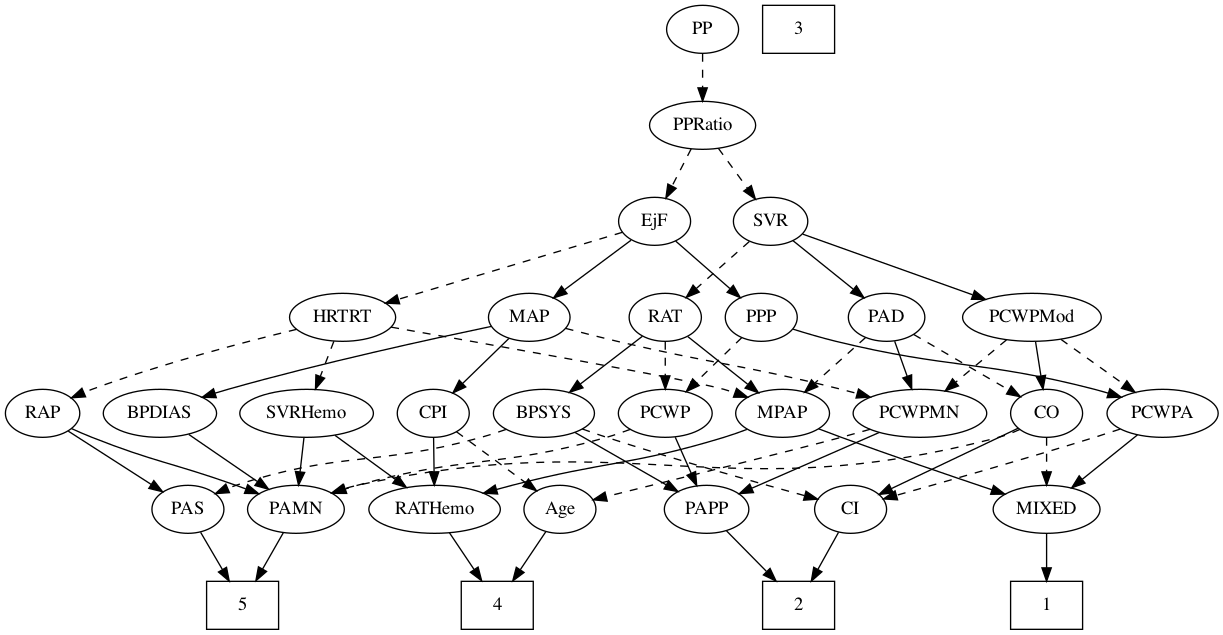 PP
3
PPRatio
EjF
SVR
HRTRT
MAP
RAT
PPP
PAD
PCWPMod
RAP
BPDIAS
SVRHemo
CPI
BPSYS
PCWP
MPAP
PCWPMN
CO
PCWPA
PAS
PAMN
RATHemo
Age
PAPP
CI
MIXED
5
4
2
1